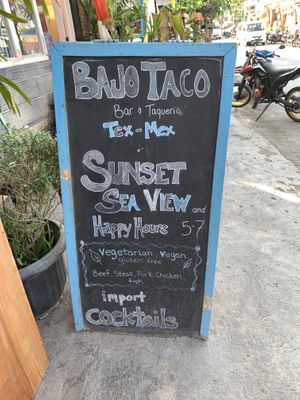 BAJO TACO
Bar & Taqueria
Tex-Mex
SUNSET
SEA VIEW and
Happy Hours 5-7
Vegetarian, Vegan,
gluten free
Beef, Steak, Pork, Chicken,
fish
import
Cocktails